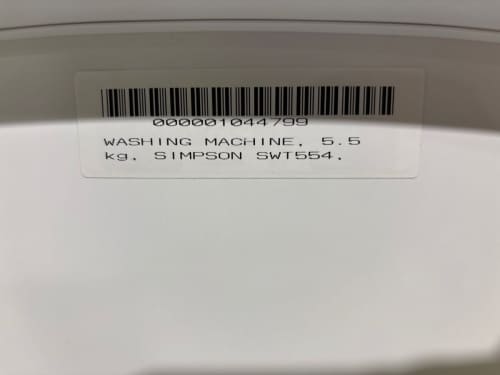 000001044799
WASHING MACHINE, 5.5
kg, SIMPSON SWT554,